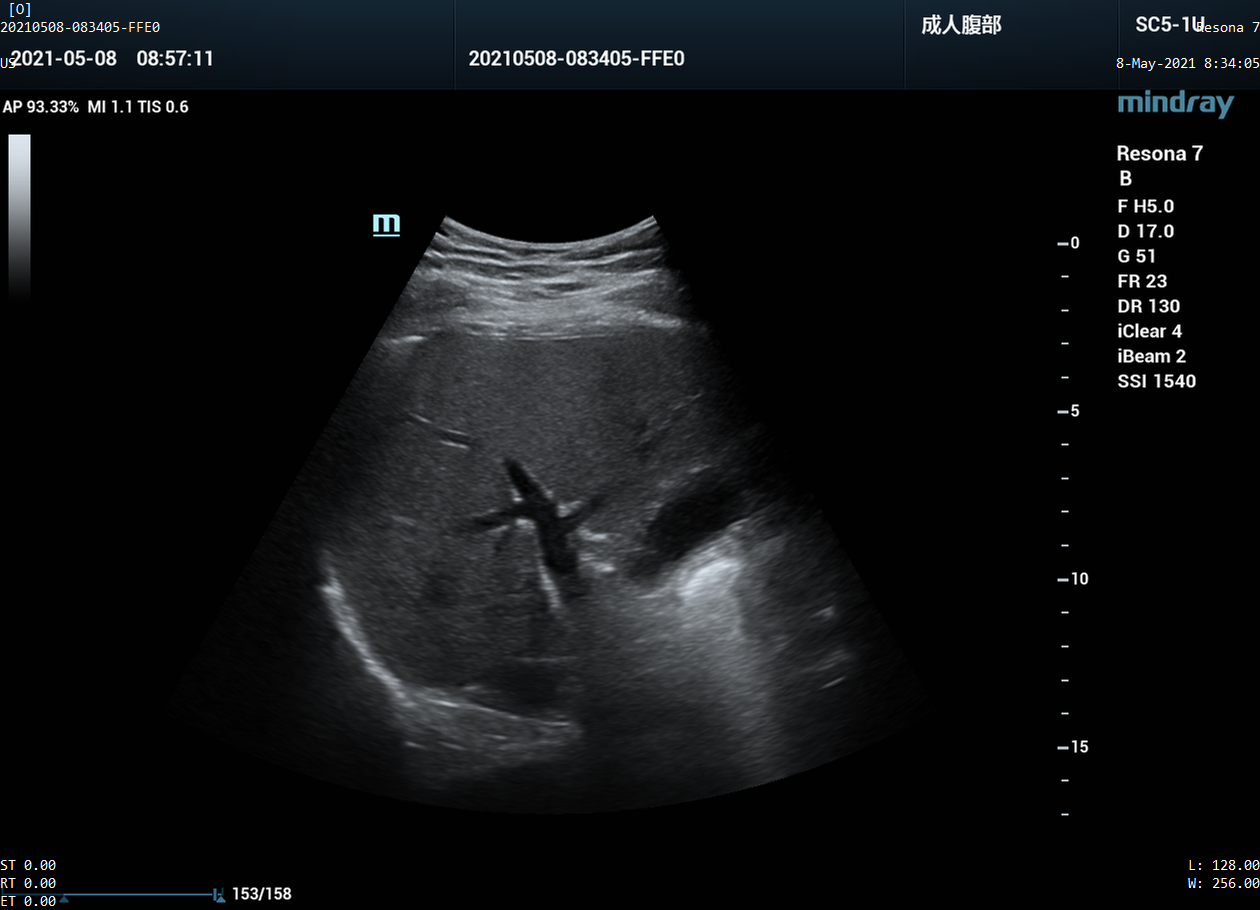 [O]
20210508-083405-FFE0
成人腹部
SC5-1U
Resona 7
2021-05-08 08:57:11
20210508-083405-FFE0
US
8-May-2021 8:34:05
AP 93.33% MI 1.1 TIS 0.6
mindray
Resona 7
B
F H5.0
D 17.0
G 51
FR 23
DR 130
iClear 4
iBeam 2
SSI 1540
m
0
5
10
15
ST 0.00
RT 0.00
ET 0.00
153/158
L: 128.00
W: 256.00